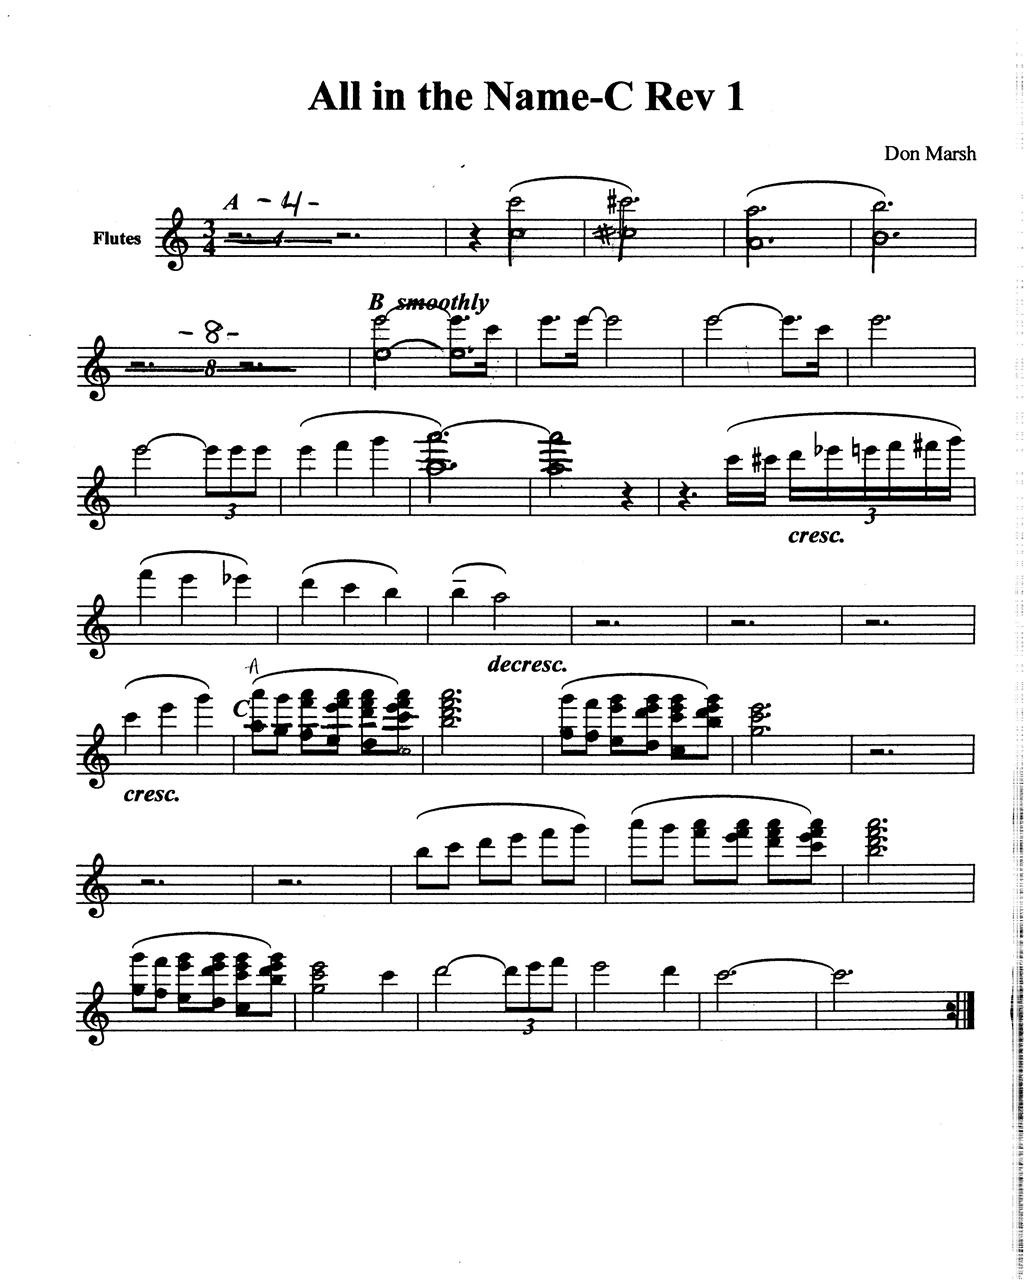 All in the Name-C Rev 1
Don Marsh
A - 4 -
Flutes
3
4
4
B smoothly
- 8 -
8
3
3
cresc.
decresc.
A
C
cresc.
3